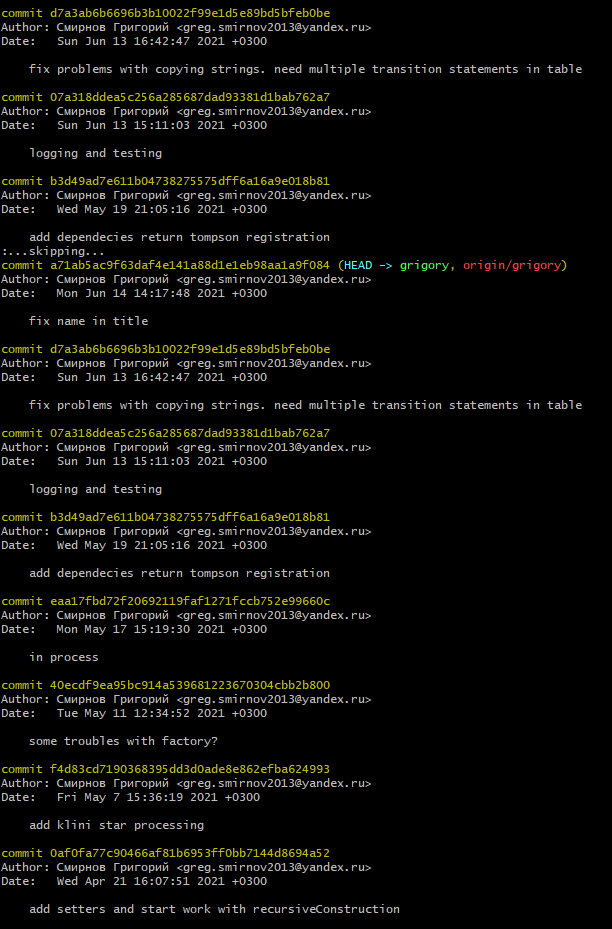 commit d7a3ab6b6696b3b10022f99e1d5e89bd5bfeb0be
Author: Смирнов Григорий <greg.smirnov2013@yandex.ru>
Date:   Sun Jun 13 16:42:47 2021 +0300
fix problems with copying strings. need multiple transition statements in table
commit 07a318ddea5c256a285687dad93381d1bab762a7
Author: Смирнов Григорий <greg.smirnov2013@yandex.ru>
Date:   Sun Jun 13 15:11:03 2021 +0300
logging and testing
commit b3d49ad7e611b04738275575dff6a16a9e018b81
Author: Смирнов Григорий <greg.smirnov2013@yandex.ru>
Date:   Wed May 19 21:05:16 2021 +0300
add dependecies return tompson registration
:...skipping...
commit a71ab5ac9f63daf4e141a88d1e1eb98aa1a9f084 (HEAD -> grigory, origin/grigory)
Author: Смирнов Григорий <greg.smirnov2013@yandex.ru>
Date:   Mon Jun 14 14:17:48 2021 +0300
fix name in title
commit d7a3ab6b6696b3b10022f99e1d5e89bd5bfeb0be
Author: Смирнов Григорий <greg.smirnov2013@yandex.ru>
Date:   Sun Jun 13 16:42:47 2021 +0300
fix problems with copying strings. need multiple transition statements in table
commit 07a318ddea5c256a285687dad93381d1bab762a7
Author: Смирнов Григорий <greg.smirnov2013@yandex.ru>
Date:   Sun Jun 13 15:11:03 2021 +0300
logging and testing
commit b3d49ad7e611b04738275575dff6a16a9e018b81
Author: Смирнов Григорий <greg.smirnov2013@yandex.ru>
Date:   Wed May 19 21:05:16 2021 +0300
add dependecies return tompson registration
commit eaa17fbd72f20692119faf1271fccb752e99660c
Author: Смирнов Григорий <greg.smirnov2013@yandex.ru>
Date:   Mon May 17 15:19:30 2021 +0300
in process
commit 40ecdf9ea95bc914a539681223670304cbb2b800
Author: Смирнов Григорий <greg.smirnov2013@yandex.ru>
Date:   Tue May 11 12:34:52 2021 +0300
some troubles with factory?
commit f4d83cd7190368395dd3d0ade8e862efba624993
Author: Смирнов Григорий <greg.smirnov2013@yandex.ru>
Date:   Fri May 7 15:36:19 2021 +0300
add klini star processing
commit 0af0fa77c90466af81b6953ff0bb7144d8694a52
Author: Смирнов Григорий <greg.smirnov2013@yandex.ru>
Date:   Wed Apr 21 16:07:51 2021 +0300
add setters and start work with recursiveConstruction